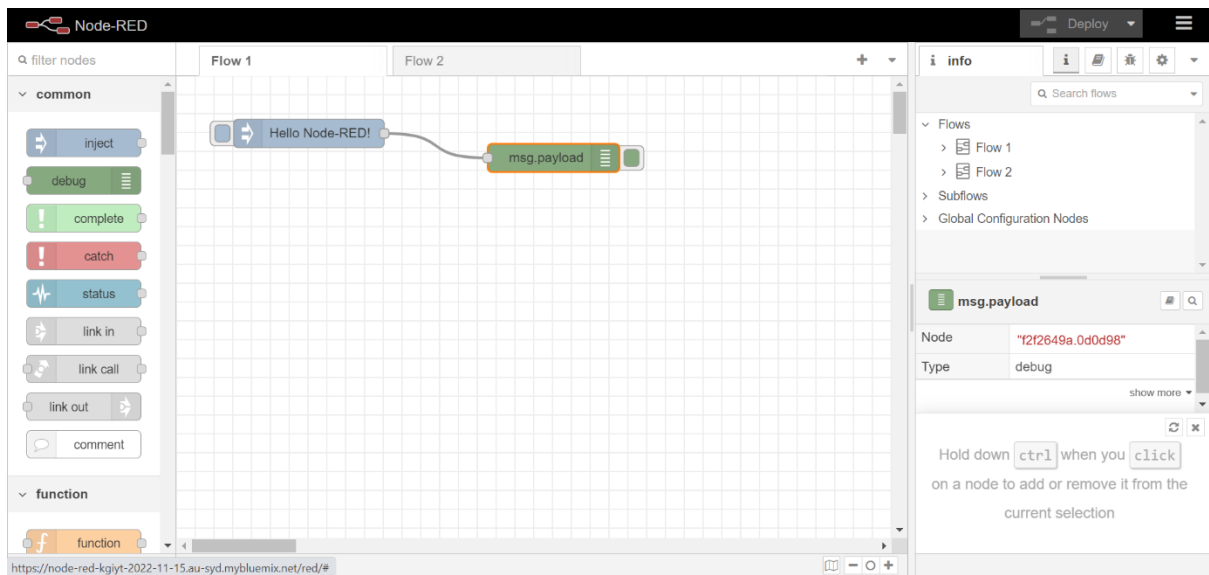 Node-RED
Deploy
filter nodes
common
inject
debug
complete
catch
status
link in
link call
link out
comment
function
function
Flow 1
Flow 2
Hello Node-RED!
msg.payload
i info
i
Search flows
Flows
Flow 1
Flow 2
Subflows
Global Configuration Nodes
msg.payload
Node "f2f2649a.0d0d98"
Type debug
show more
Hold down ctrl when you click
on a node to add or remove it from the
current selection
https://node-red-kgiyt-2022-11-15.au-syd.mybluemix.net/red/#